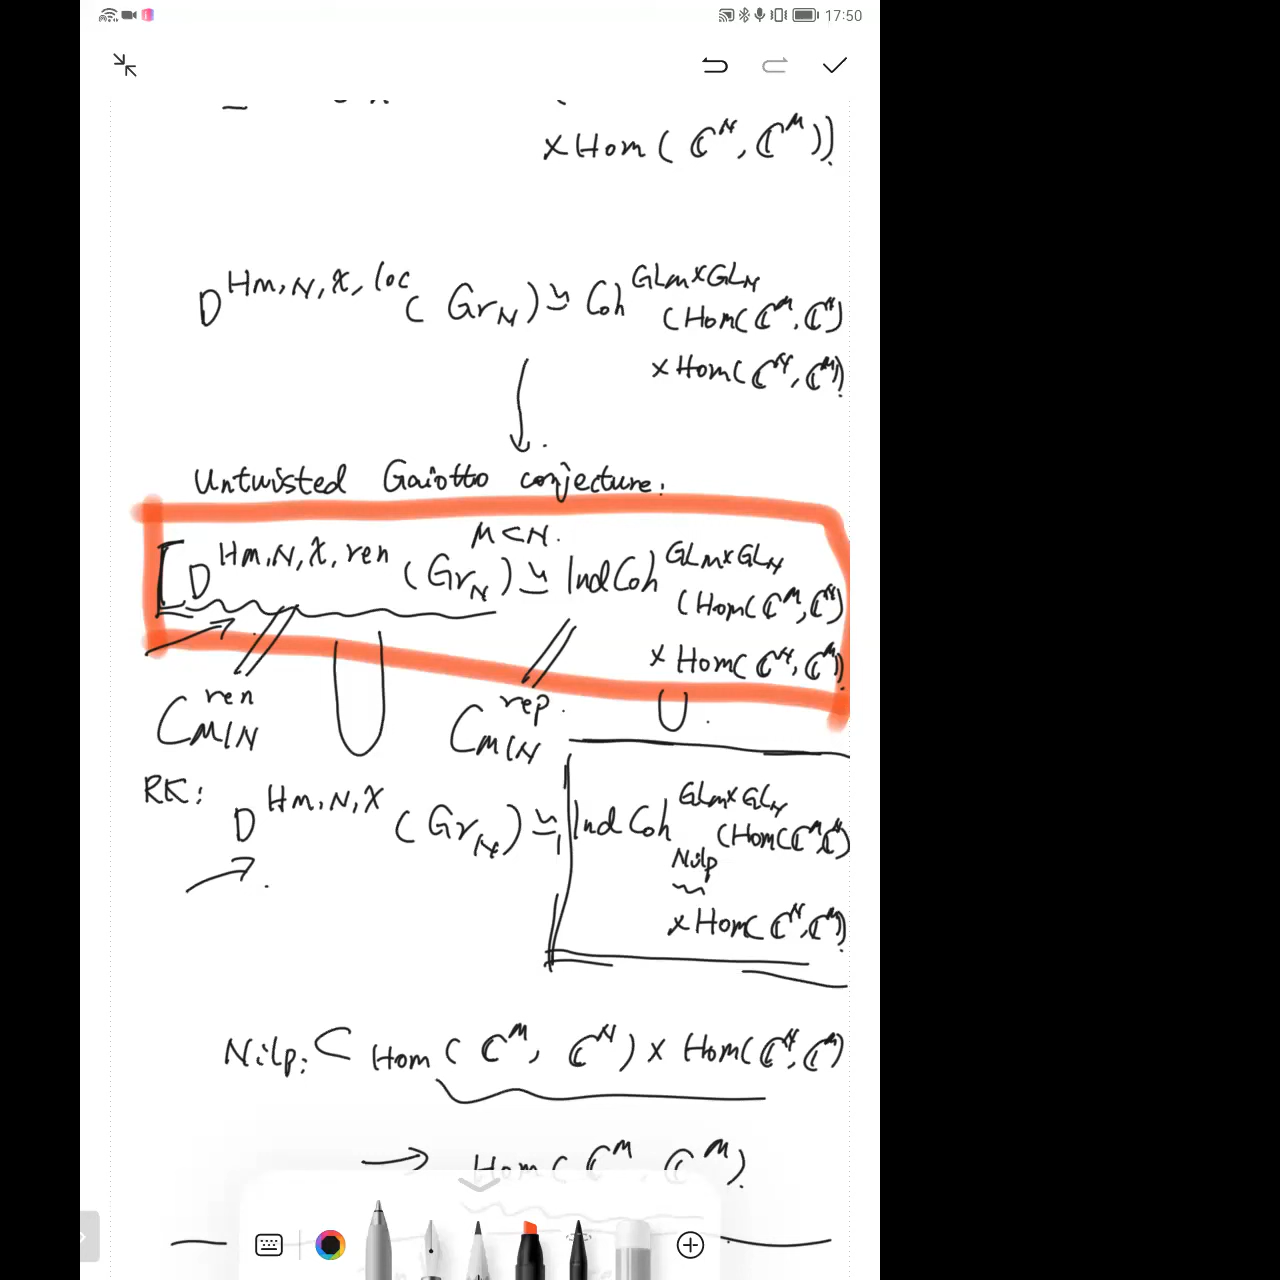 17:50
× Hom(ℂ^N, ℂ^M))
D^{H_{M,N}, χ, loc}(Gr_N) ≃ Coh^{GL_M×GL_N}
(Hom(ℂ^M, ℂ^N)
× Hom(ℂ^N, ℂ^M))
↓
Untwisted Gaiotto conjecture:
M<N.
[D^{H_{M,N}, χ, ren}(Gr_N) ≃ IndCoh^{GL_M×GL_N}
(Hom(ℂ^M, ℂ^N)
× Hom(ℂ^N, ℂ^M))
C^{ren}_{M|N} C^{rep}_{M|N}
RK:
D^{H_{M,N}, χ}(Gr_N) ≃ IndCoh^{GL_M×GL_N}_{Nilp}
(Hom(ℂ^M, ℂ^N)
× Hom(ℂ^N, ℂ^M))
Nilp: ⊂ Hom(ℂ^M, ℂ^N) × Hom(ℂ^N, ℂ^M)
→ Hom(ℂ^M, ℂ^M).